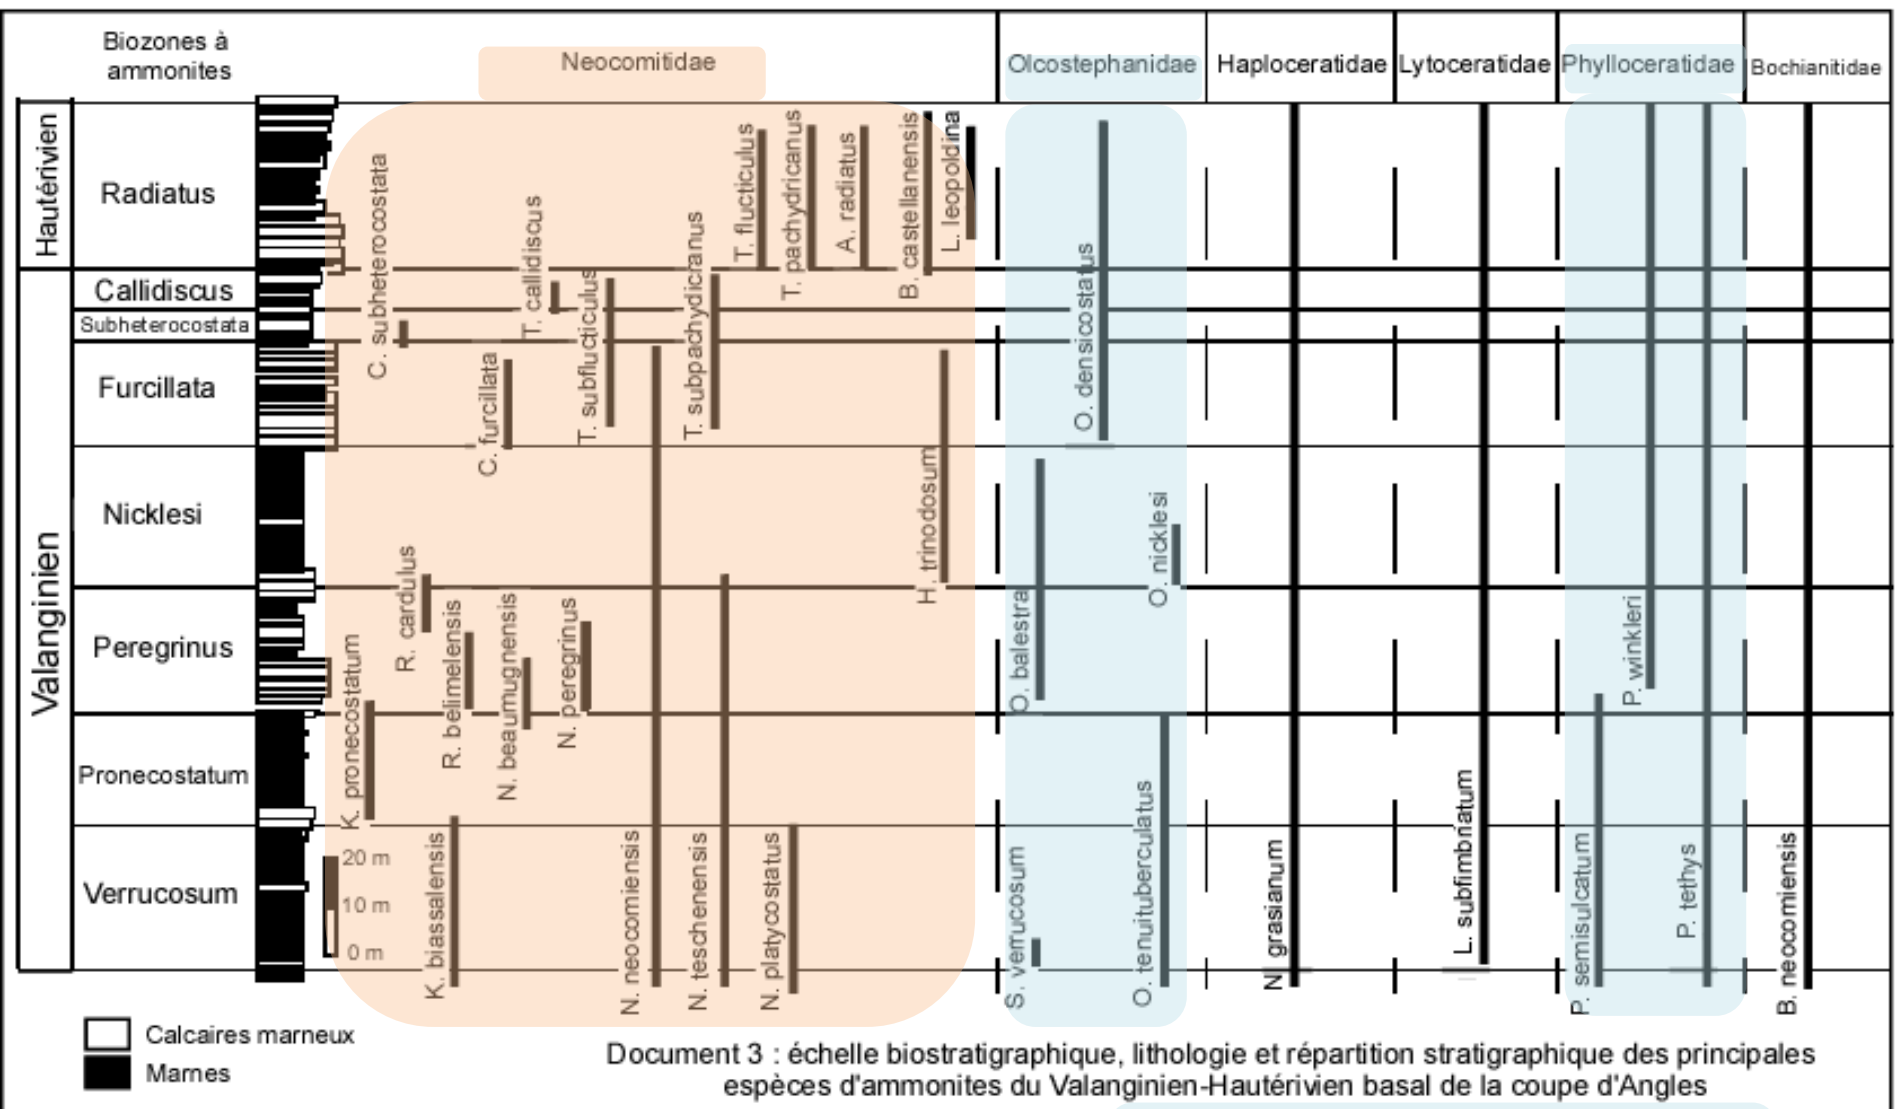 Biozones à
ammonites
Neocomitidae
Olcostephanidae
Haploceratidae
Lytoceratidae
Phylloceratidae
Bochianitidae
Hautérivien
Valanginien
Radiatus
Callidiscus
Subheterocostata
Furcillata
Nicklesi
Peregrinus
Pronecostatum
Verrucosum
20 m
10 m
0 m
C. subheterocostata
T. callidiscus
T. subflucticulus
T. subpachydicranus
T. flucticulus
T. pachydricanus
A. radiatus
B. castellanensis
L. leopoldina
C. furcillata
H. trinodosum
R. cardulus
K. pronecostatum
R. belimelensis
N. beaumugnensis
N. peregrinus
K. biassalensis
N. neocomiensis
N. teschenensis
N. platycostatus
O. densicostatus
O. nicklesi
O. balestra
S. verrucosum
O. tenuituberculatus
N. grasianum
L. subfimbriatum
P. winkleri
P. semisulcatum
P. tethys
B. neocomiensis
Calcaires marneux
Marnes
Document 3 : échelle biostratigraphique, lithologie et répartition stratigraphique des principales
espèces d'ammonites du Valanginien-Hautérivien basal de la coupe d'Angles